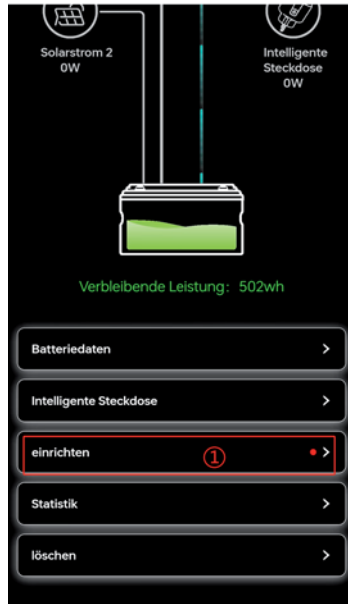 Solarstrom 2
0W
Intelligente
Steckdose
0W
Verbleibende Leistung: 502wh
Batteriedaten
Intelligente Steckdose
einrichten
①
Statistik
löschen